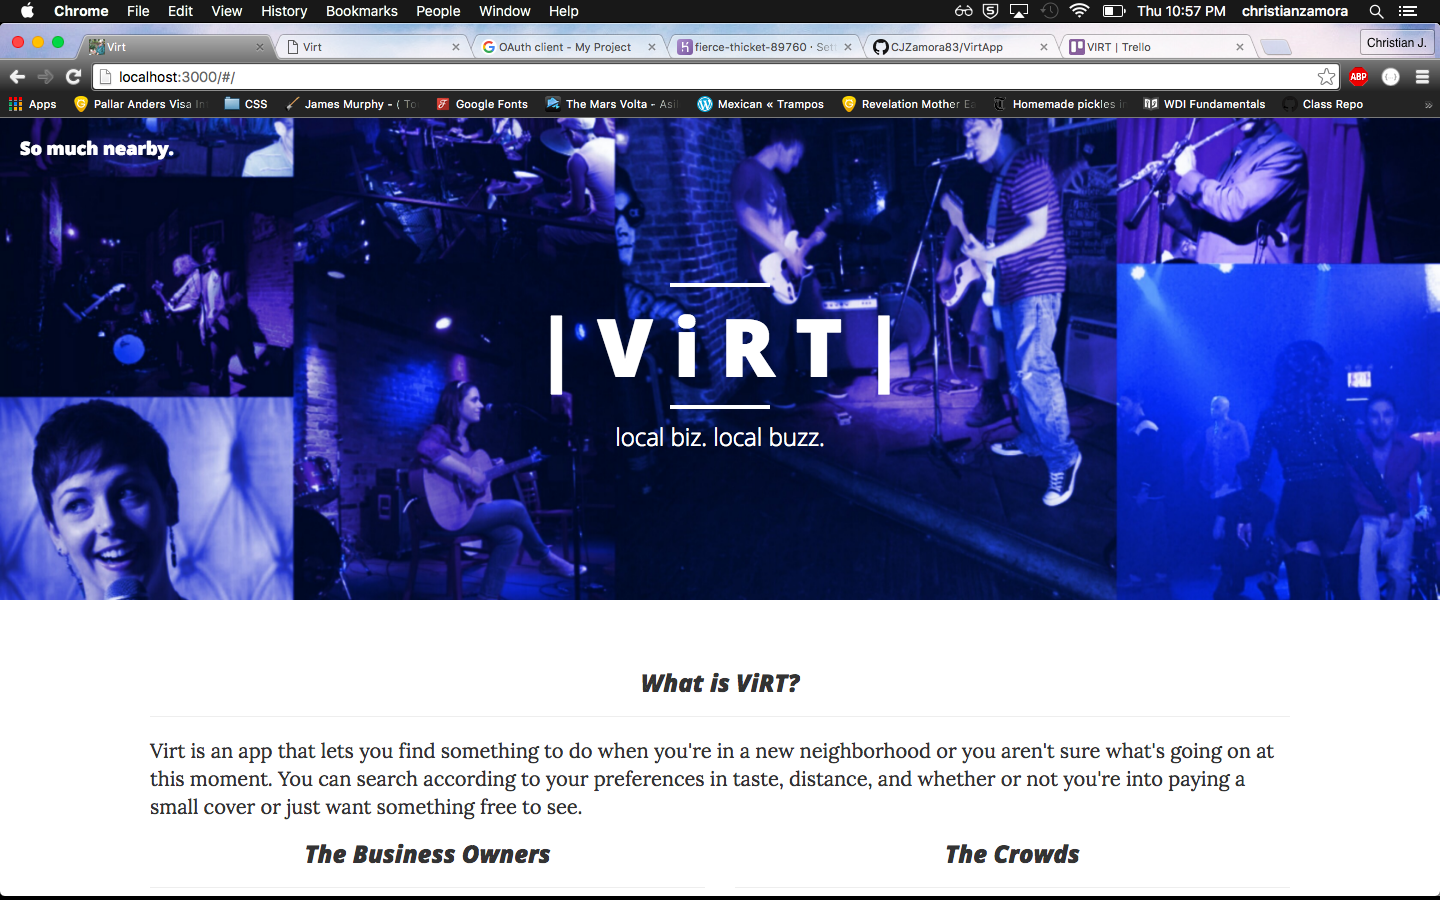 Chrome File Edit View History Bookmarks People Window Help Thu 10:57 PM christianzamora
Virt Virt OAuth client - My Project fierce-thicket-89760 · Sett CJZamora83/VirtApp VIRT | Trello Christian J.
localhost:3000/#/ ABP
Apps Pallar Anders Visa In CSS James Murphy - ( To Google Fonts The Mars Volta - Asil Mexican « Trampos Revelation Mother Ea Homemade pickles in WDI Fundamentals Class Repo »
So much nearby.
| ViRT |
local biz. local buzz.
What is ViRT?
Virt is an app that lets you find something to do when you're in a new neighborhood or you aren't sure what's going on at
this moment. You can search according to your preferences in taste, distance, and whether or not you're into paying a
small cover or just want something free to see.
The Business Owners The Crowds